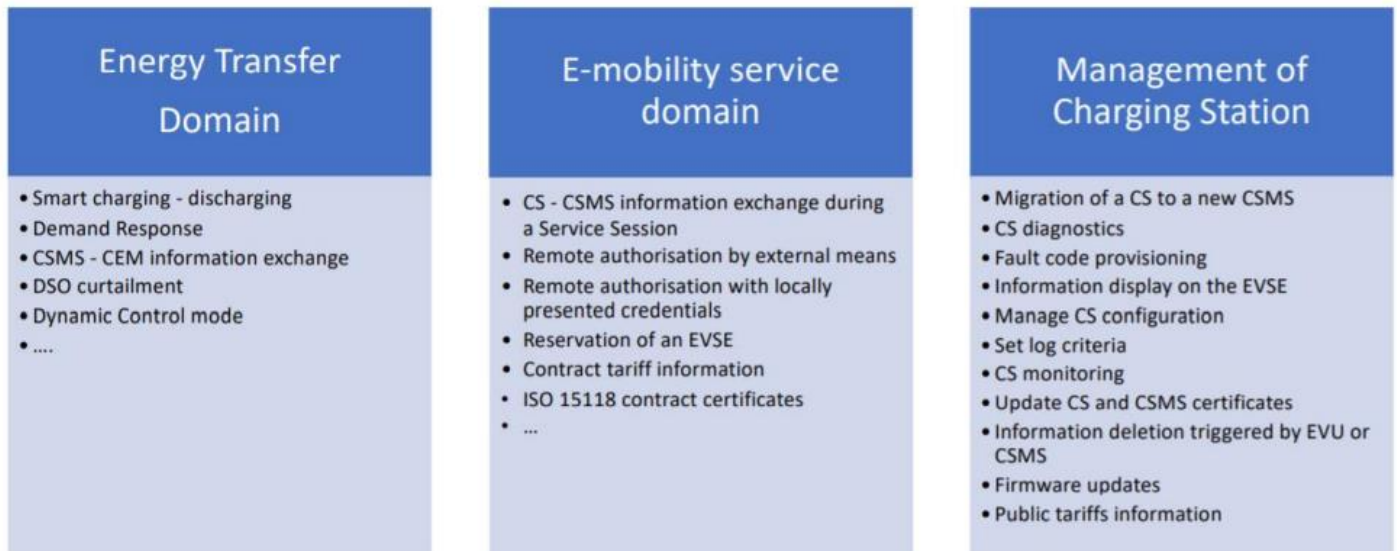 Energy Transfer
Domain
• Smart charging - discharging
• Demand Response
• CSMS - CEM information exchange
• DSO curtailment
• Dynamic Control mode
• ....
E-mobility service
domain
• CS - CSMS information exchange during
a Service Session
• Remote authorisation by external means
• Remote authorisation with locally
presented credentials
• Reservation of an EVSE
• Contract tariff information
• ISO 15118 contract certificates
• ...
Management of
Charging Station
• Migration of a CS to a new CSMS
• CS diagnostics
• Fault code provisioning
• Information display on the EVSE
• Manage CS configuration
• Set log criteria
• CS monitoring
• Update CS and CSMS certificates
• Information deletion triggered by EVU or
CSMS
• Firmware updates
• Public tariffs information